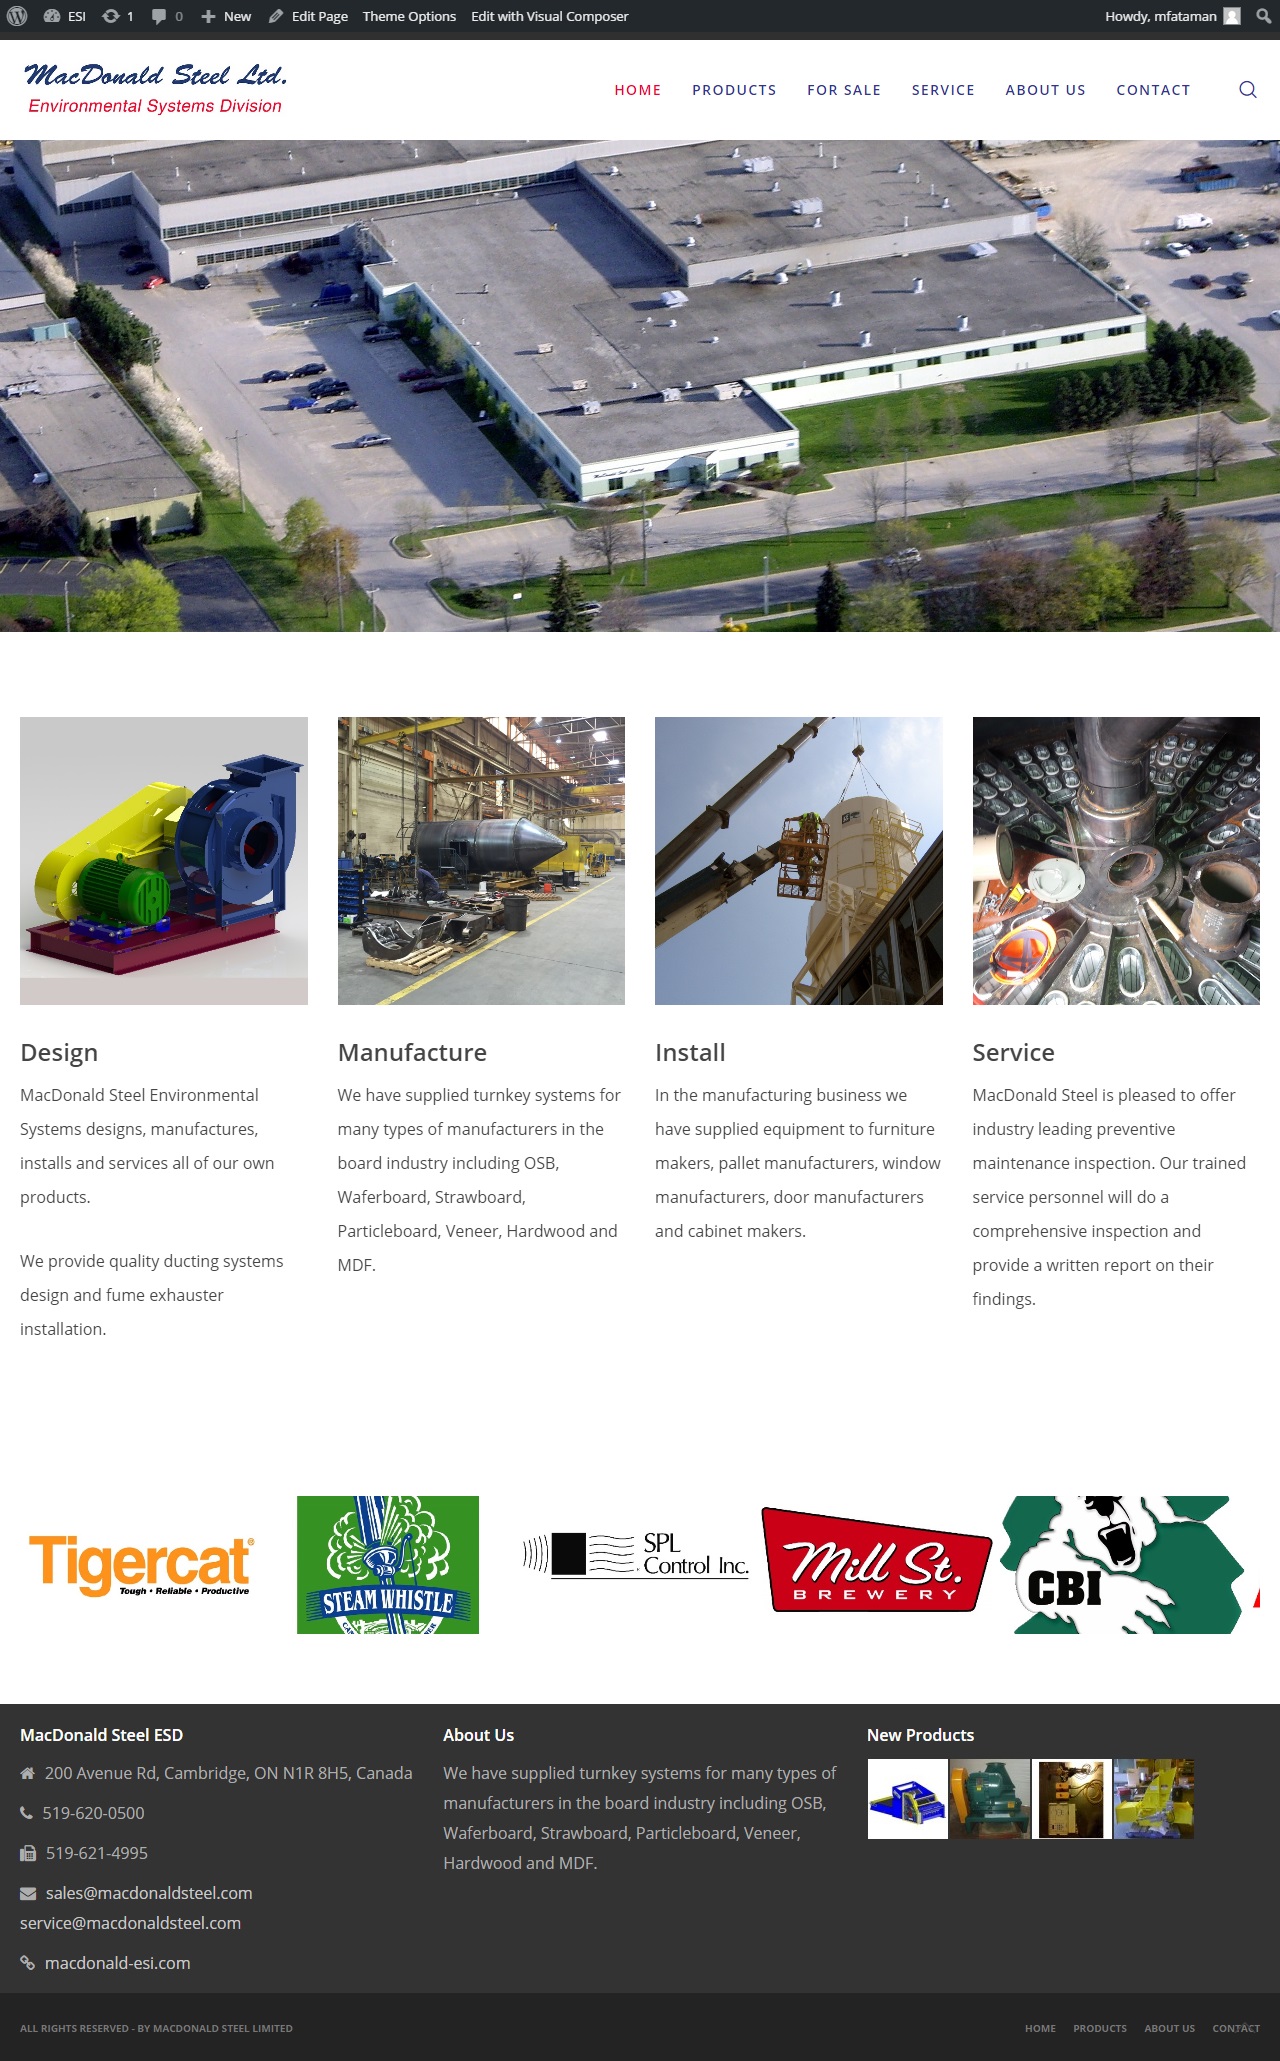 ESI 1 0 New Edit Page Theme Options Edit with Visual Composer Howdy, mfataman
MacDonald Steel Ltd.
Environmental Systems Division
HOME PRODUCTS FOR SALE SERVICE ABOUT US CONTACT
MacDonald Steel Limited
Design
MacDonald Steel Environmental
Systems designs, manufactures,
installs and services all of our own
products.
We provide quality ducting systems
design and fume exhauster
installation.
Manufacture
We have supplied turnkey systems for
many types of manufacturers in the
board industry including OSB,
Waferboard, Strawboard,
Particleboard, Veneer, Hardwood and
MDF.
Install
In the manufacturing business we
have supplied equipment to furniture
makers, pallet manufacturers, window
manufacturers, door manufacturers
and cabinet makers.
Service
MacDonald Steel is pleased to offer
industry leading preventive
maintenance inspection. Our trained
service personnel will do a
comprehensive inspection and
provide a written report on their
findings.
Tigercat®
Tough • Reliable • Productive
STEAM WHISTLE
SPL
Control Inc.
Mill St.
BREWERY
CBI
MacDonald Steel ESD
200 Avenue Rd, Cambridge, ON N1R 8H5, Canada
519-620-0500
519-621-4995
sales@macdonaldsteel.com
service@macdonaldsteel.com
macdonald-esi.com
About Us
We have supplied turnkey systems for many types of
manufacturers in the board industry including OSB,
Waferboard, Strawboard, Particleboard, Veneer,
Hardwood and MDF.
New Products
ALL RIGHTS RESERVED - BY MACDONALD STEEL LIMITED
HOME PRODUCTS ABOUT US CONTACT